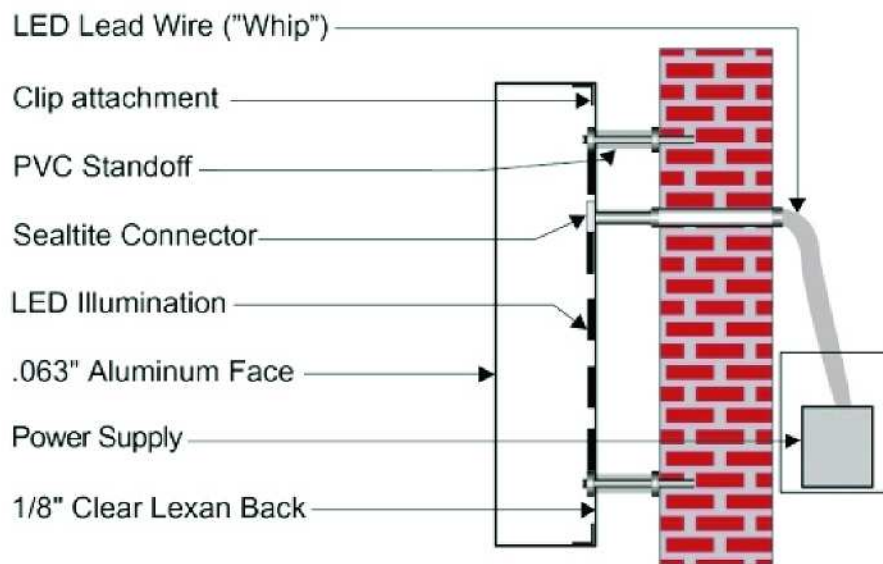 LED Lead Wire ("Whip")
Clip attachment
PVC Standoff
Sealtite Connector
LED Illumination
.063" Aluminum Face
Power Supply
1/8" Clear Lexan Back